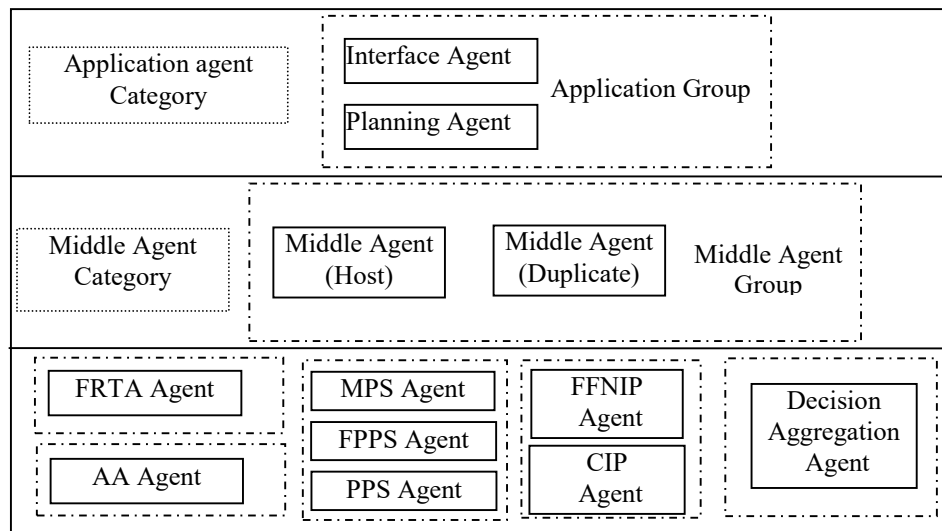 Application agent
Category
Interface Agent
Planning Agent
Application Group
Middle Agent
Category
Middle Agent
(Host)
Middle Agent
(Duplicate)
Middle Agent
Group
FRTA Agent
AA Agent
MPS Agent
FPPS Agent
PPS Agent
FFNIP
Agent
CIP
Agent
Decision
Aggregation
Agent